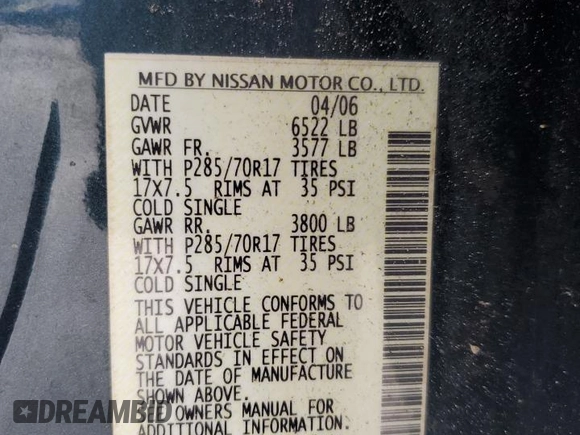 MFD BY NISSAN MOTOR CO., LTD.
DATE 04/06
GVWR 6522 LB
GAWR FR. 3577 LB
WITH P285/70R17 TIRES
17X7.5 RIMS AT 35 PSI
COLD SINGLE
GAWR RR. 3800 LB
WITH P285/70R17 TIRES
17X7.5 RIMS AT 35 PSI
COLD SINGLE
THIS VEHICLE CONFORMS TO
ALL APPLICABLE FEDERAL
MOTOR VEHICLE SAFETY
STANDARDS IN EFFECT ON
THE DATE OF MANUFACTURE
SHOWN ABOVE.
OWNERS MANUAL FOR
ADDITIONAL INFORMATION.
DREAMBID